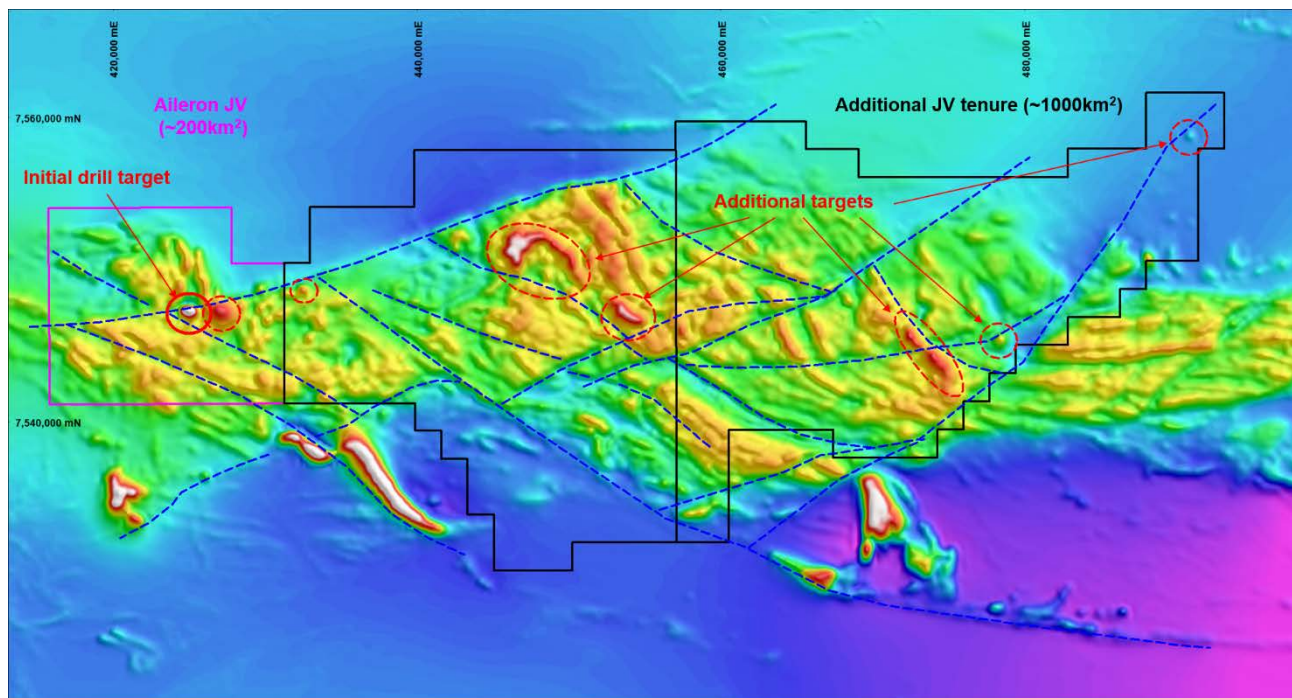 420,000 mE
440,000 mE
460,000 mE
480,000 mE
Aileron JV
(~200km²)
Additional JV tenure (~1000km²)
7,560,000 mN
Initial drill target
Additional targets
7,540,000 mN